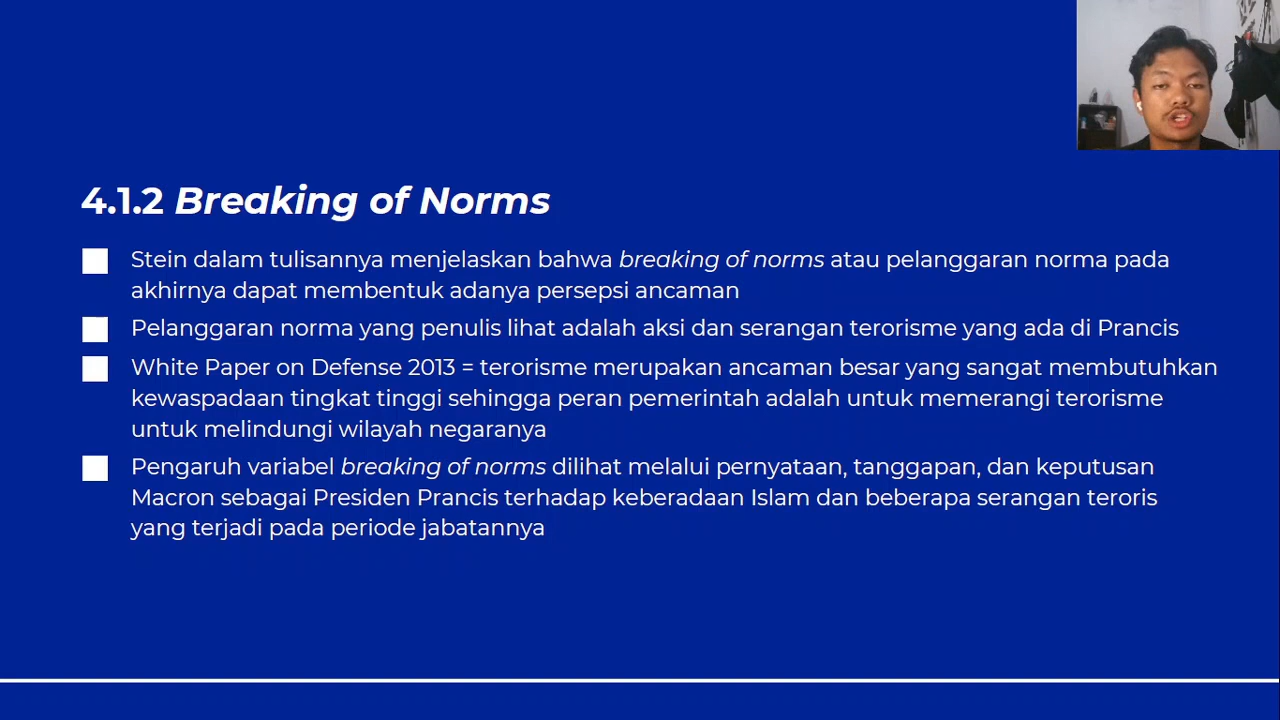 4.1.2 Breaking of Norms
Stein dalam tulisannya menjelaskan bahwa breaking of norms atau pelanggaran norma pada
akhirnya dapat membentuk adanya persepsi ancaman
Pelanggaran norma yang penulis lihat adalah aksi dan serangan terorisme yang ada di Prancis
White Paper on Defense 2013 = terorisme merupakan ancaman besar yang sangat membutuhkan
kewaspadaan tingkat tinggi sehingga peran pemerintah adalah untuk memerangi terorisme
untuk melindungi wilayah negaranya
Pengaruh variabel breaking of norms dilihat melalui pernyataan, tanggapan, dan keputusan
Macron sebagai Presiden Prancis terhadap keberadaan Islam dan beberapa serangan teroris
yang terjadi pada periode jabatannya